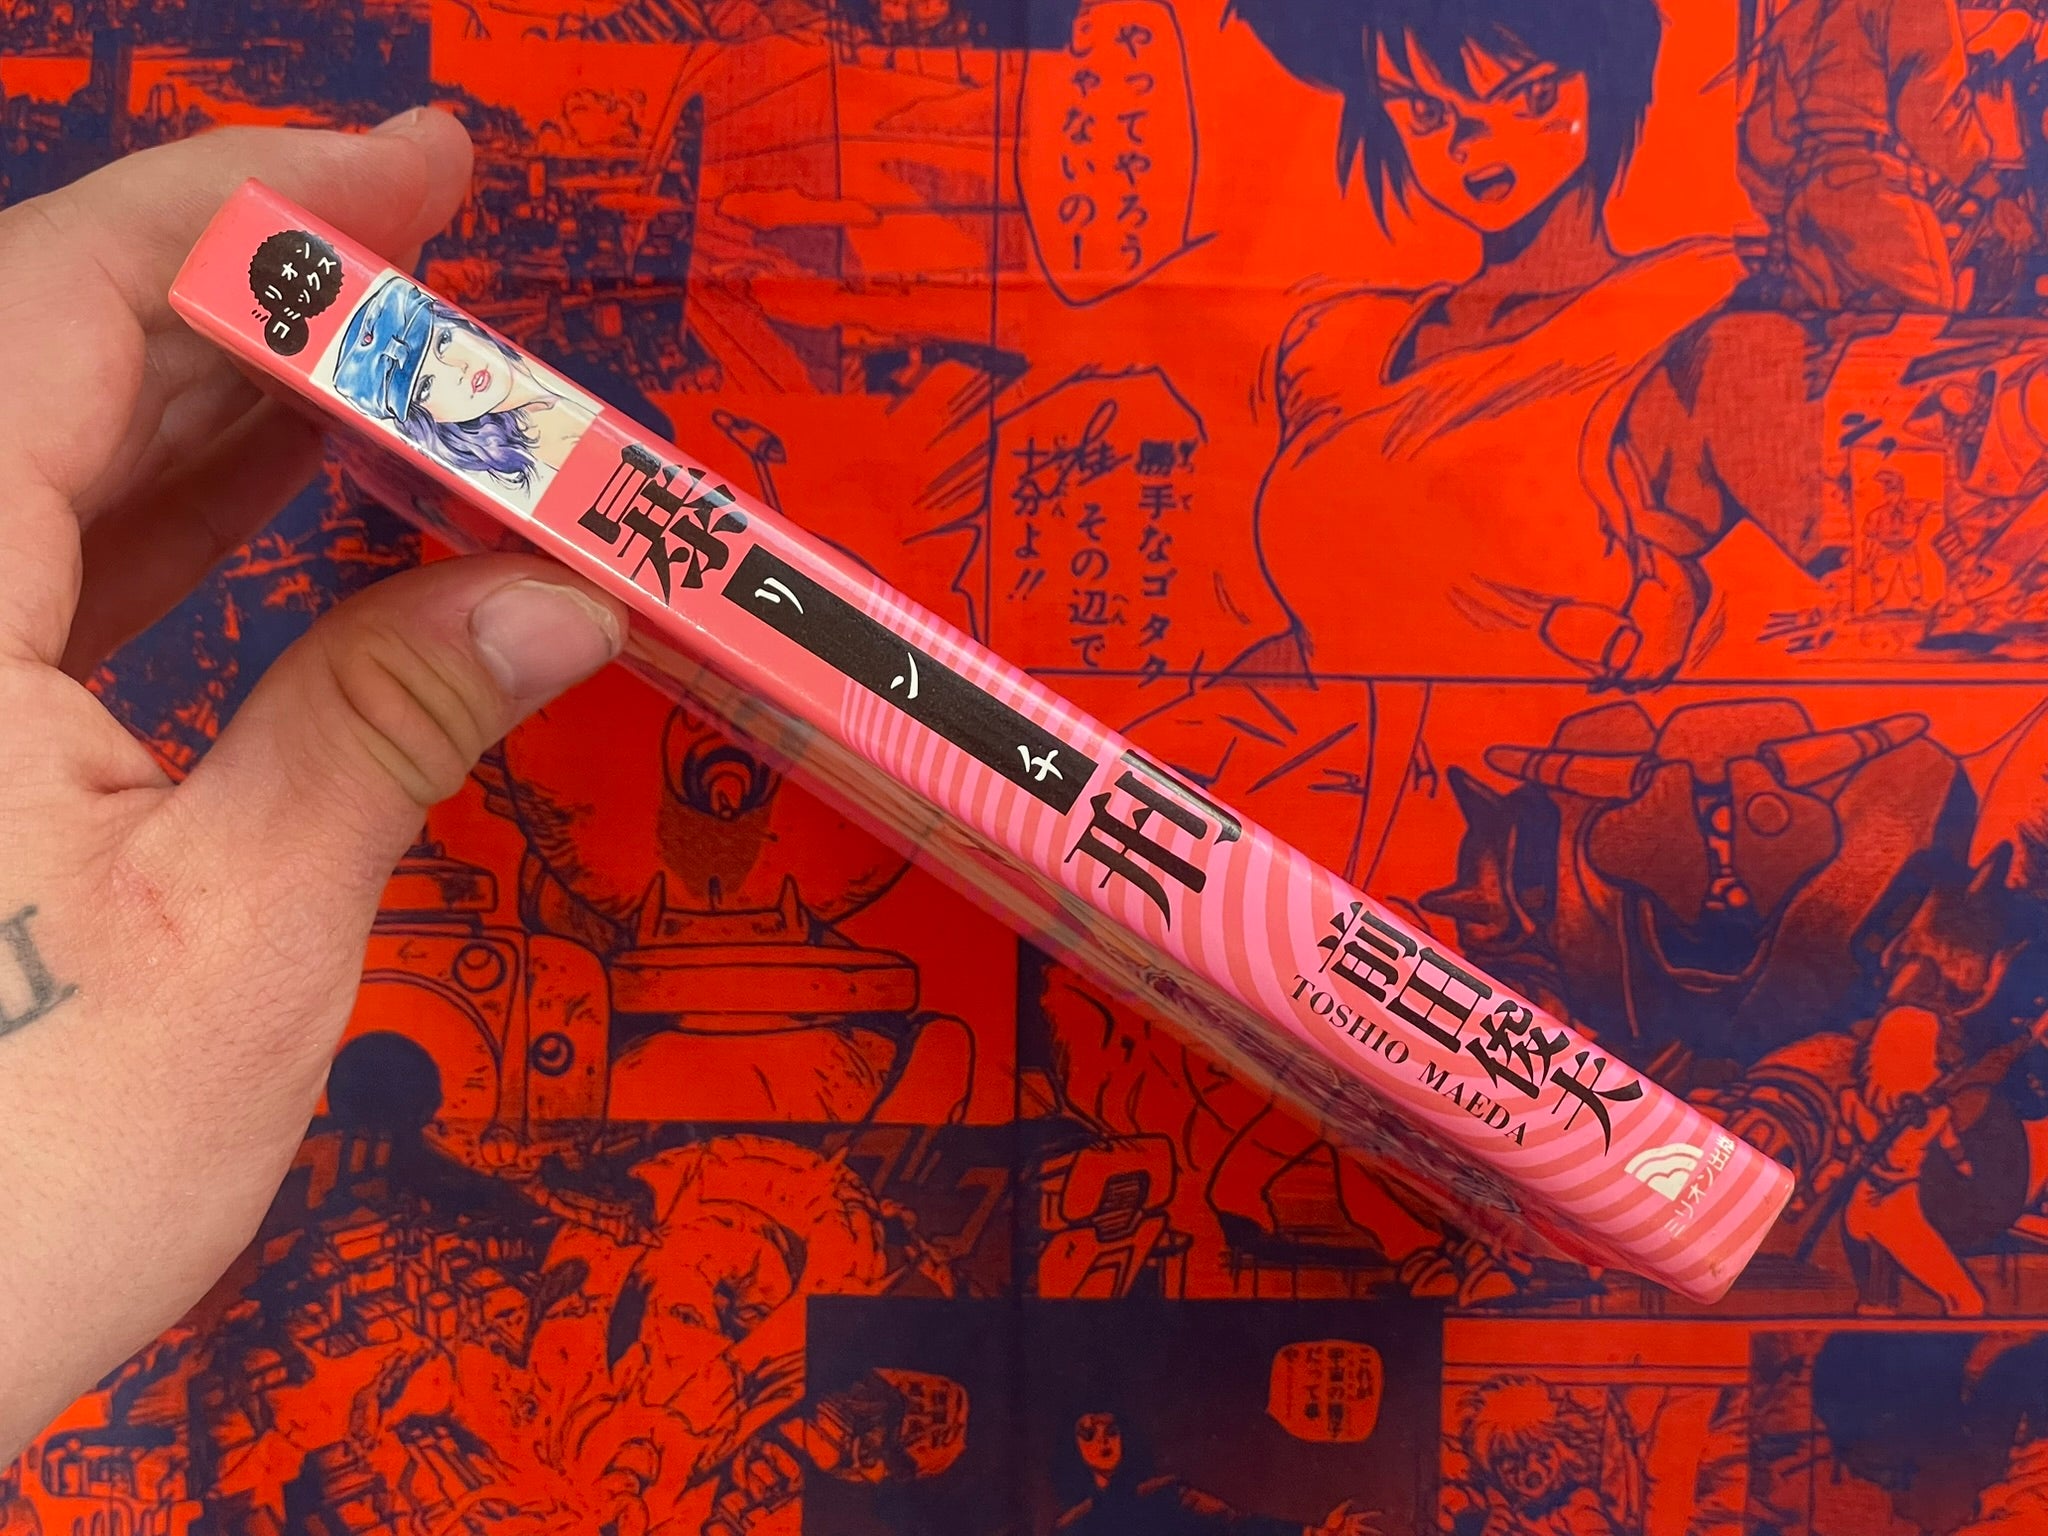 ミリオン
コミックス
暴リンチ刑
前田俊夫
TOSHIO MAEDA
ミリオン出版
やってやろう
じゃないの！
勝手なゴタク
は その辺で
十分よ!!